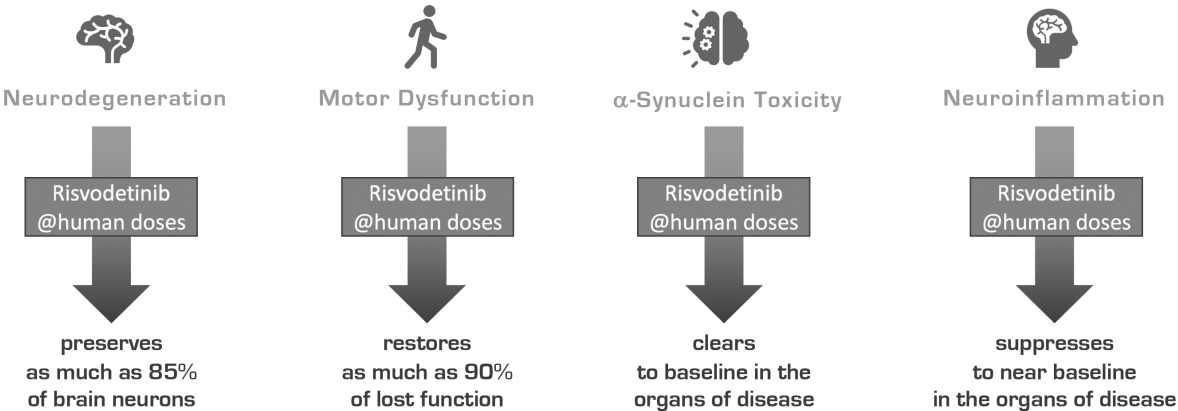 Neurodegeneration
Risvodetinib
@human doses
preserves
as much as 85%
of brain neurons
Motor Dysfunction
Risvodetinib
@human doses
restores
as much as 90%
of lost function
α-Synuclein Toxicity
Risvodetinib
@human doses
clears
to baseline in the
organs of disease
Neuroinflammation
Risvodetinib
@human doses
suppresses
to near baseline
in the organs of disease